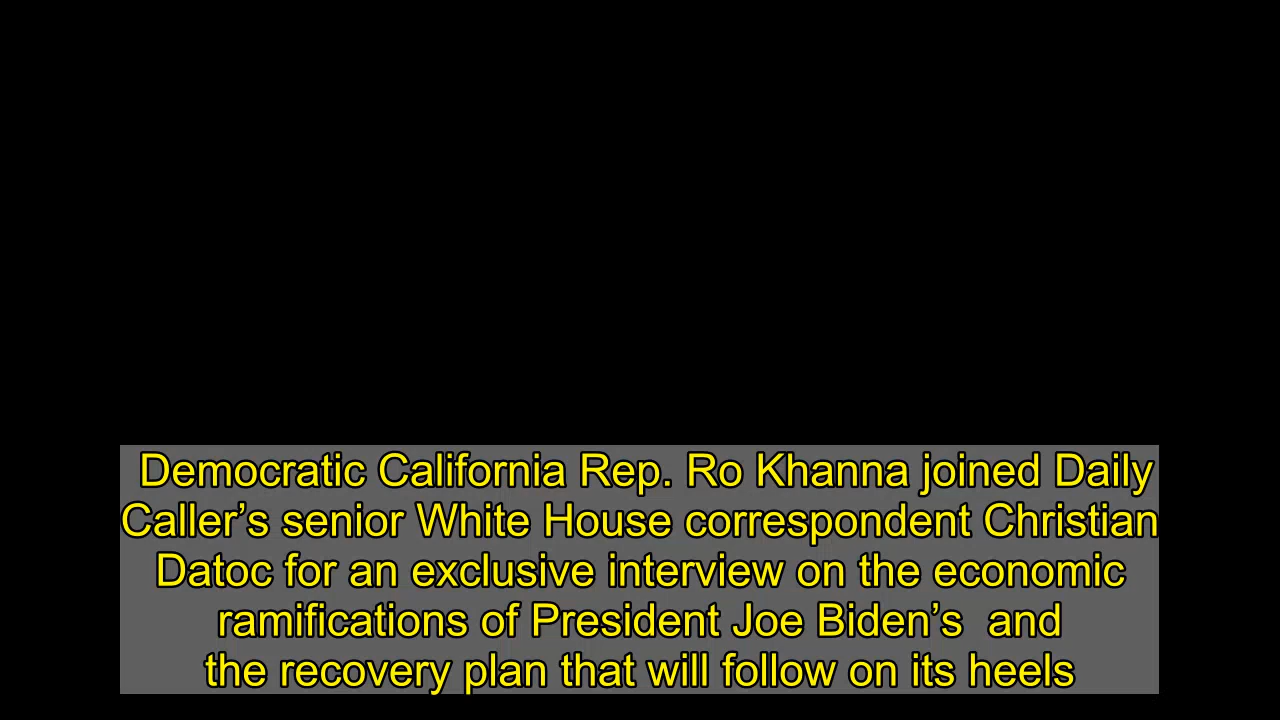 Democratic California Rep. Ro Khanna joined Daily
Caller’s senior White House correspondent Christian
Datoc for an exclusive interview on the economic
ramifications of President Joe Biden’s  and
the recovery plan that will follow on its heels